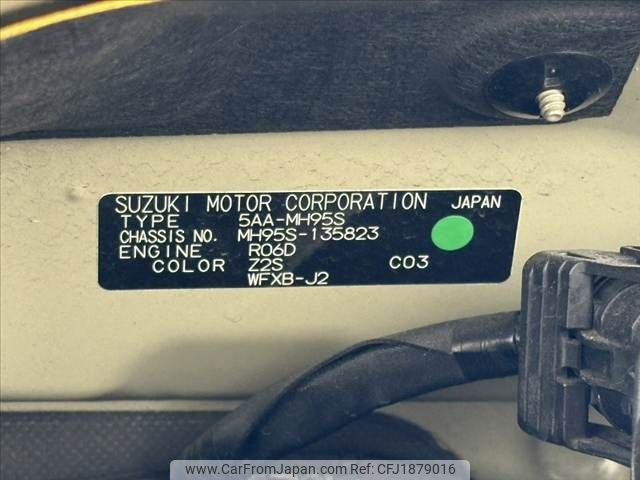 SUZUKI MOTOR CORPORATION JAPAN
TYPE 5AA-MH95S
CHASSIS NO. MH95S-135823
ENGINE R06D
COLOR Z2S C03
WFXB-J2
www.CarFromJapan.com Ref: CFJ1879016